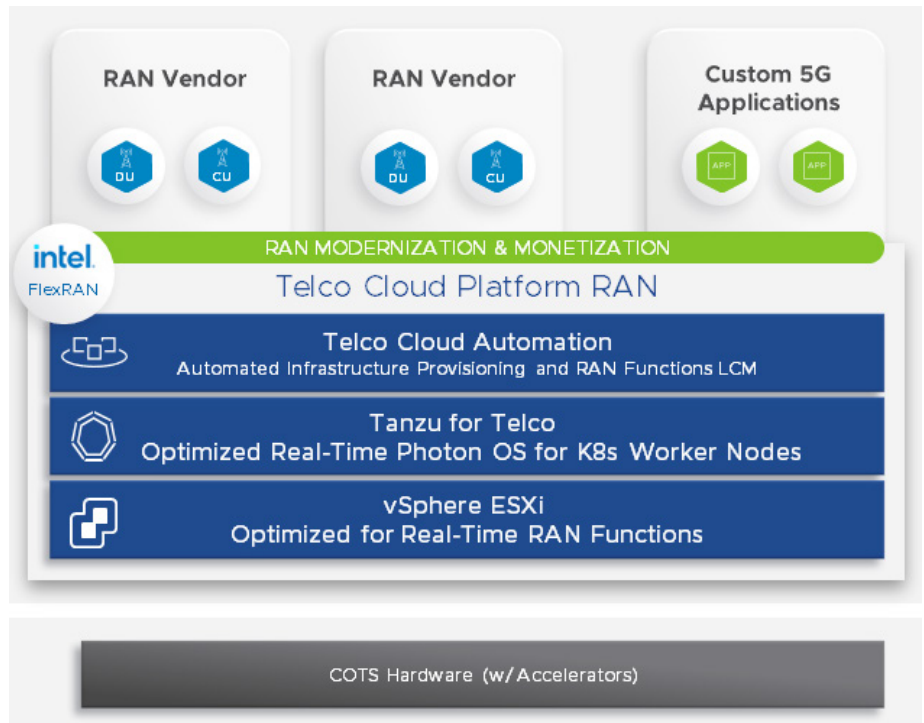 RAN Vendor
RAN Vendor
Custom 5G
Applications
DU
CU
DU
CU
APP
APP
intel.
FlexRAN
RAN MODERNIZATION & MONETIZATION
Telco Cloud Platform RAN
Telco Cloud Automation
Automated Infrastructure Provisioning and RAN Functions LCM
Tanzu for Telco
Optimized Real-Time Photon OS for K8s Worker Nodes
vSphere ESXi
Optimized for Real-Time RAN Functions
COTS Hardware (w/Accelerators)